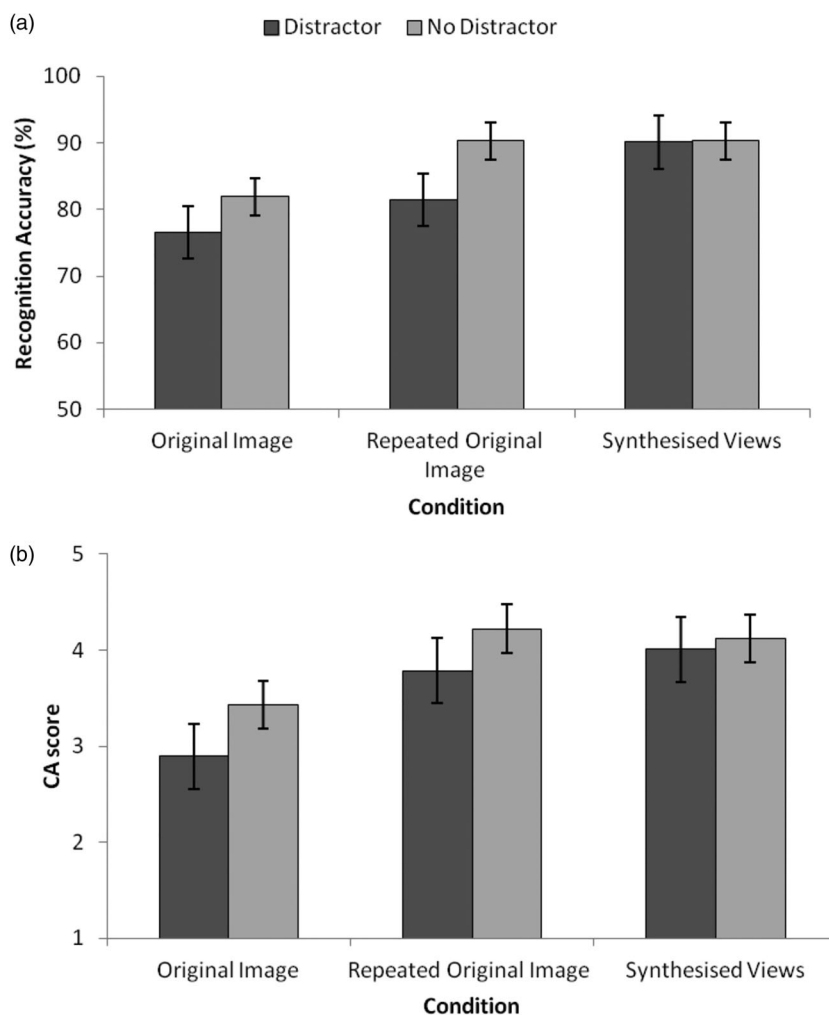 (a)
Distractor No Distractor
Recognition Accuracy (%)
100
90
80
70
60
50
Original Image
Repeated Original
Image
Synthesised Views
Condition
(b)
CA score
5
4
3
2
1
Original Image
Repeated Original Image
Synthesised Views
Condition